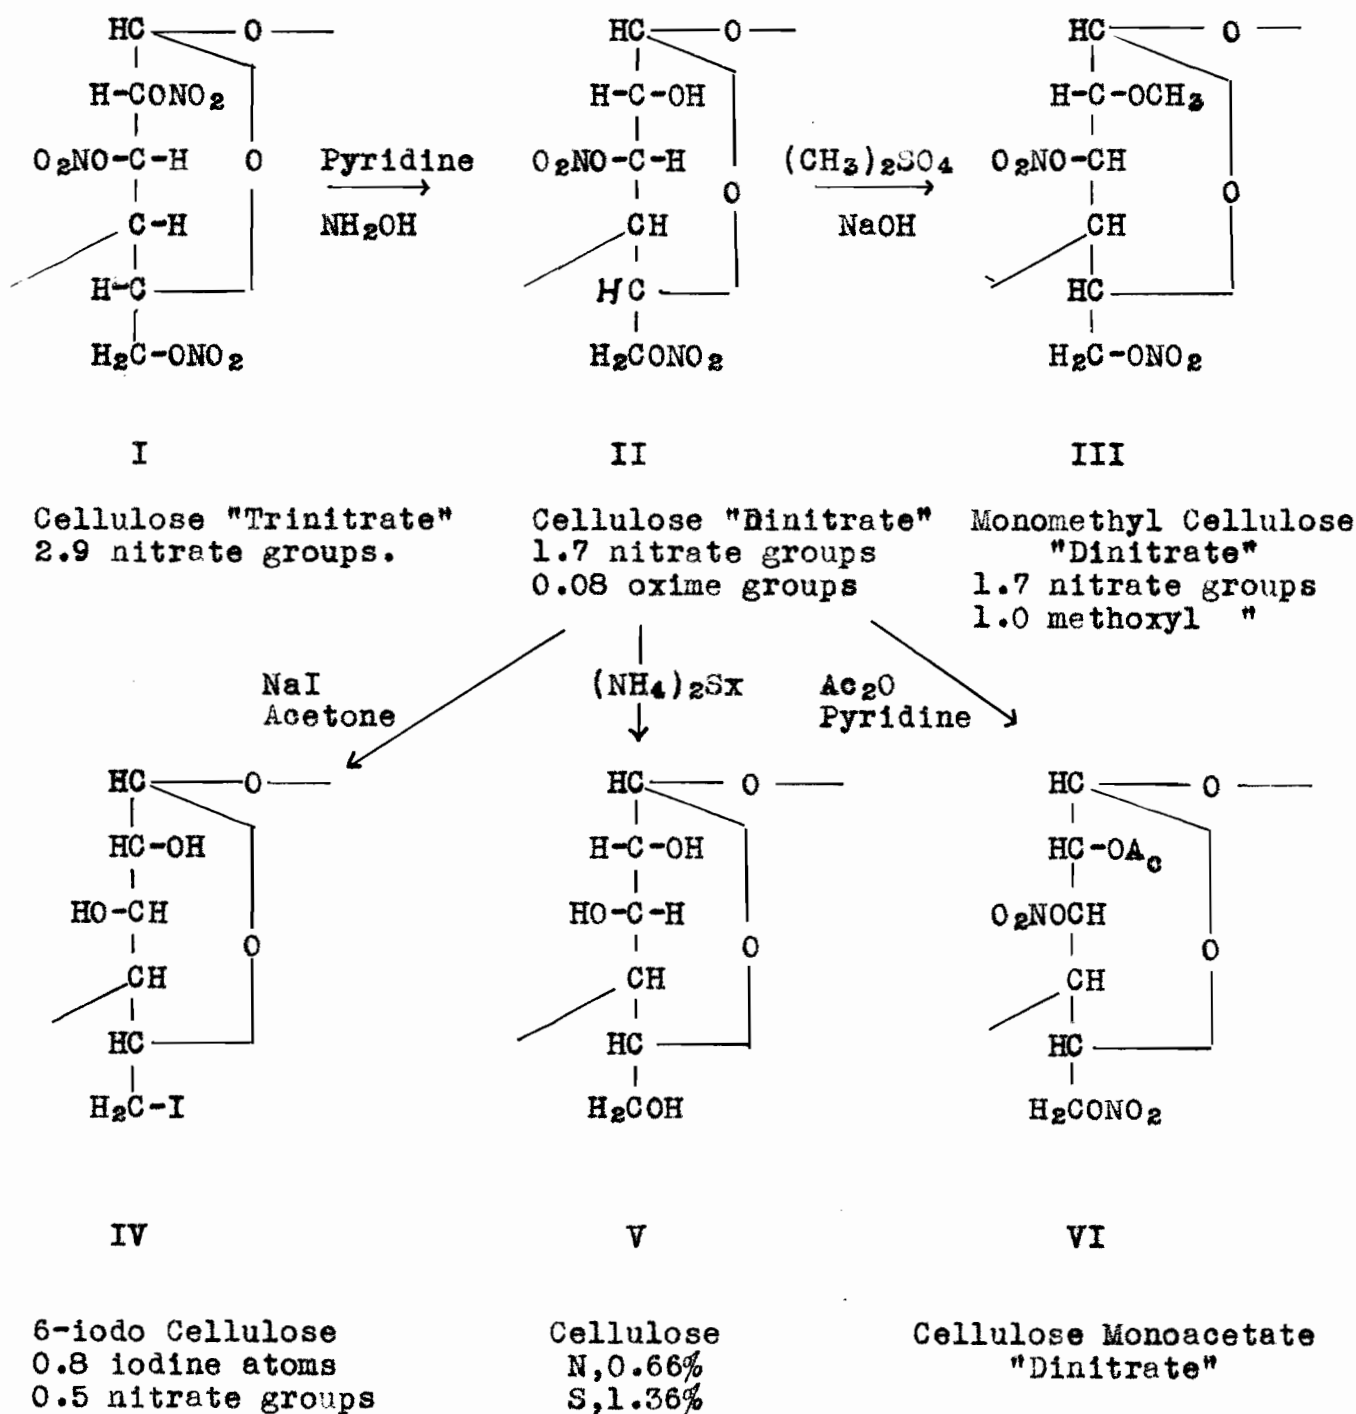 HC O HC O HC O
H-CONO₂ H-C-OH H-C-OCH₃
O₂NO-C-H O Pyridine O₂NO-C-H (CH₃)₂SO₄ O₂NO-CH
O O
C-H NH₂OH CH NaOH CH
H-C HC HC
H₂C-ONO₂ H₂CONO₂ H₂C-ONO₂
I II III
Cellulose "Trinitrate" Cellulose "Dinitrate" Monomethyl Cellulose
2.9 nitrate groups. 1.7 nitrate groups "Dinitrate"
0.08 oxime groups 1.7 nitrate groups
1.0 methoxyl "
NaI (NH₄)₂Sx Ac₂O
Acetone Pyridine
HC O HC O HC O
HC-OH H-C-OH HC-OAc
HO-CH HO-C-H O₂NOCH
O O O
CH CH CH
HC HC HC
H₂C-I H₂COH H₂CONO₂
IV V VI
6-iodo Cellulose Cellulose Cellulose Monoacetate
0.8 iodine atoms N,0.66% "Dinitrate"
0.5 nitrate groups S,1.36%